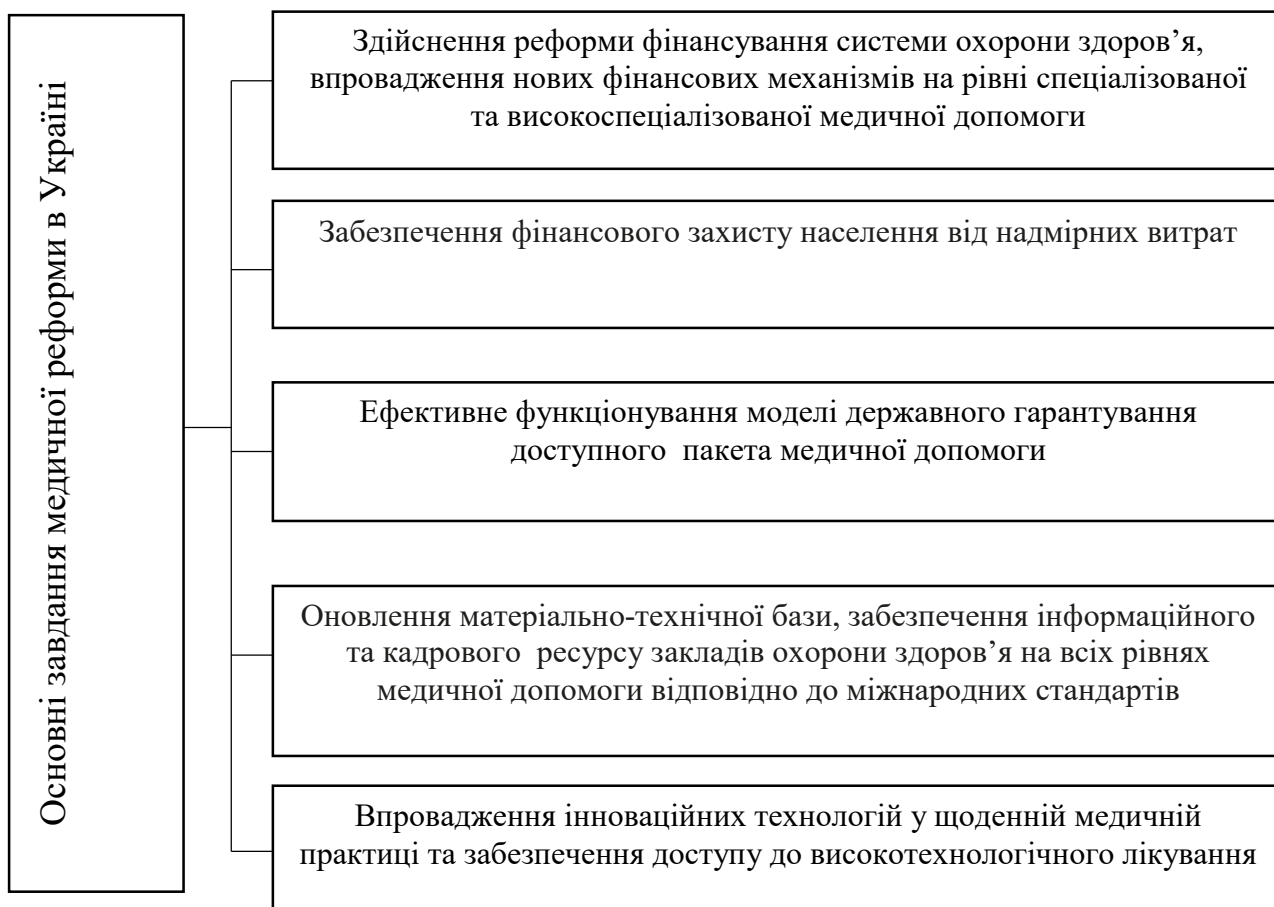 Основні завдання медичної реформи в Україні
Здійснення реформи фінансування системи охорони здоров’я,
впровадження нових фінансових механізмів на рівні спеціалізованої
та високоспеціалізованої медичної допомоги
Забезпечення фінансового захисту населення від надмірних витрат
Ефективне функціонування моделі державного гарантування
доступного пакета медичної допомоги
Оновлення матеріально-технічної бази, забезпечення інформаційного
та кадрового ресурсу закладів охорони здоров’я на всіх рівнях
медичної допомоги відповідно до міжнародних стандартів
Впровадження інноваційних технологій у щоденній медичній
практиці та забезпечення доступу до високотехнологічного лікування